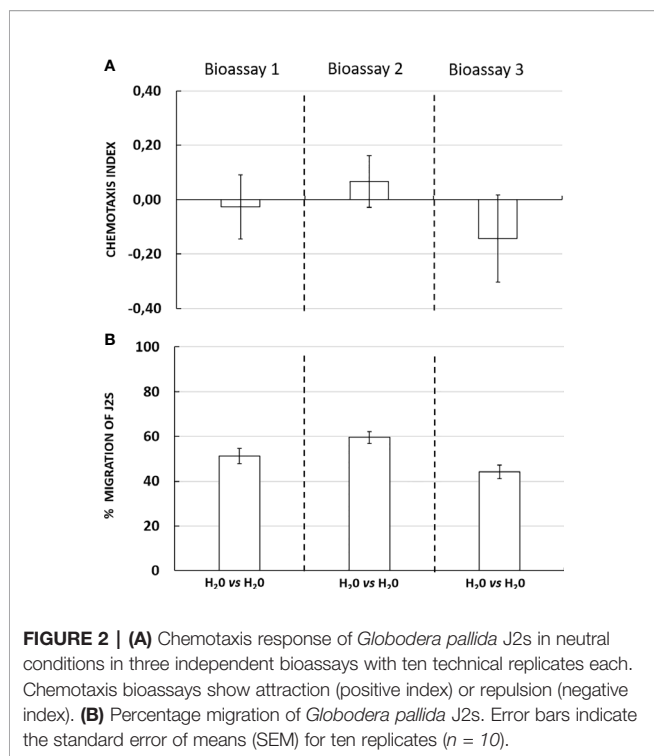 A
Bioassay 1 Bioassay 2 Bioassay 3
CHEMOTAXIS INDEX
0,40
0,20
0,00
-0,20
-0,40
B
% MIGRATION OF J2S
100
80
60
40
20
0
H₂0 vs H₂0 H₂0 vs H₂0 H₂0 vs H₂0
FIGURE 2 | (A) Chemotaxis response of Globodera pallida J2s in neutral
conditions in three independent bioassays with ten technical replicates each.
Chemotaxis bioassays show attraction (positive index) or repulsion (negative
index). (B) Percentage migration of Globodera pallida J2s. Error bars indicate
the standard error of means (SEM) for ten replicates (n = 10).